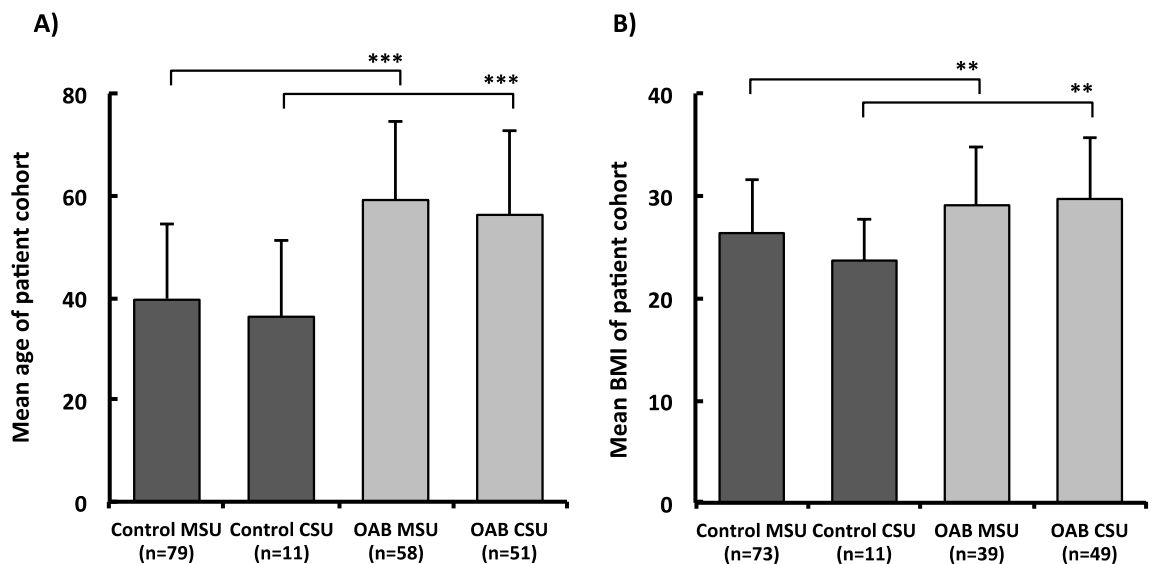 A)
***
***
80
60
40
20
0
Mean age of patient cohort
Control MSU
(n=79)
Control CSU
(n=11)
OAB MSU
(n=58)
OAB CSU
(n=51)
B)
**
**
40
30
20
10
0
Mean BMI of patient cohort
Control MSU
(n=73)
Control CSU
(n=11)
OAB MSU
(n=39)
OAB CSU
(n=49)